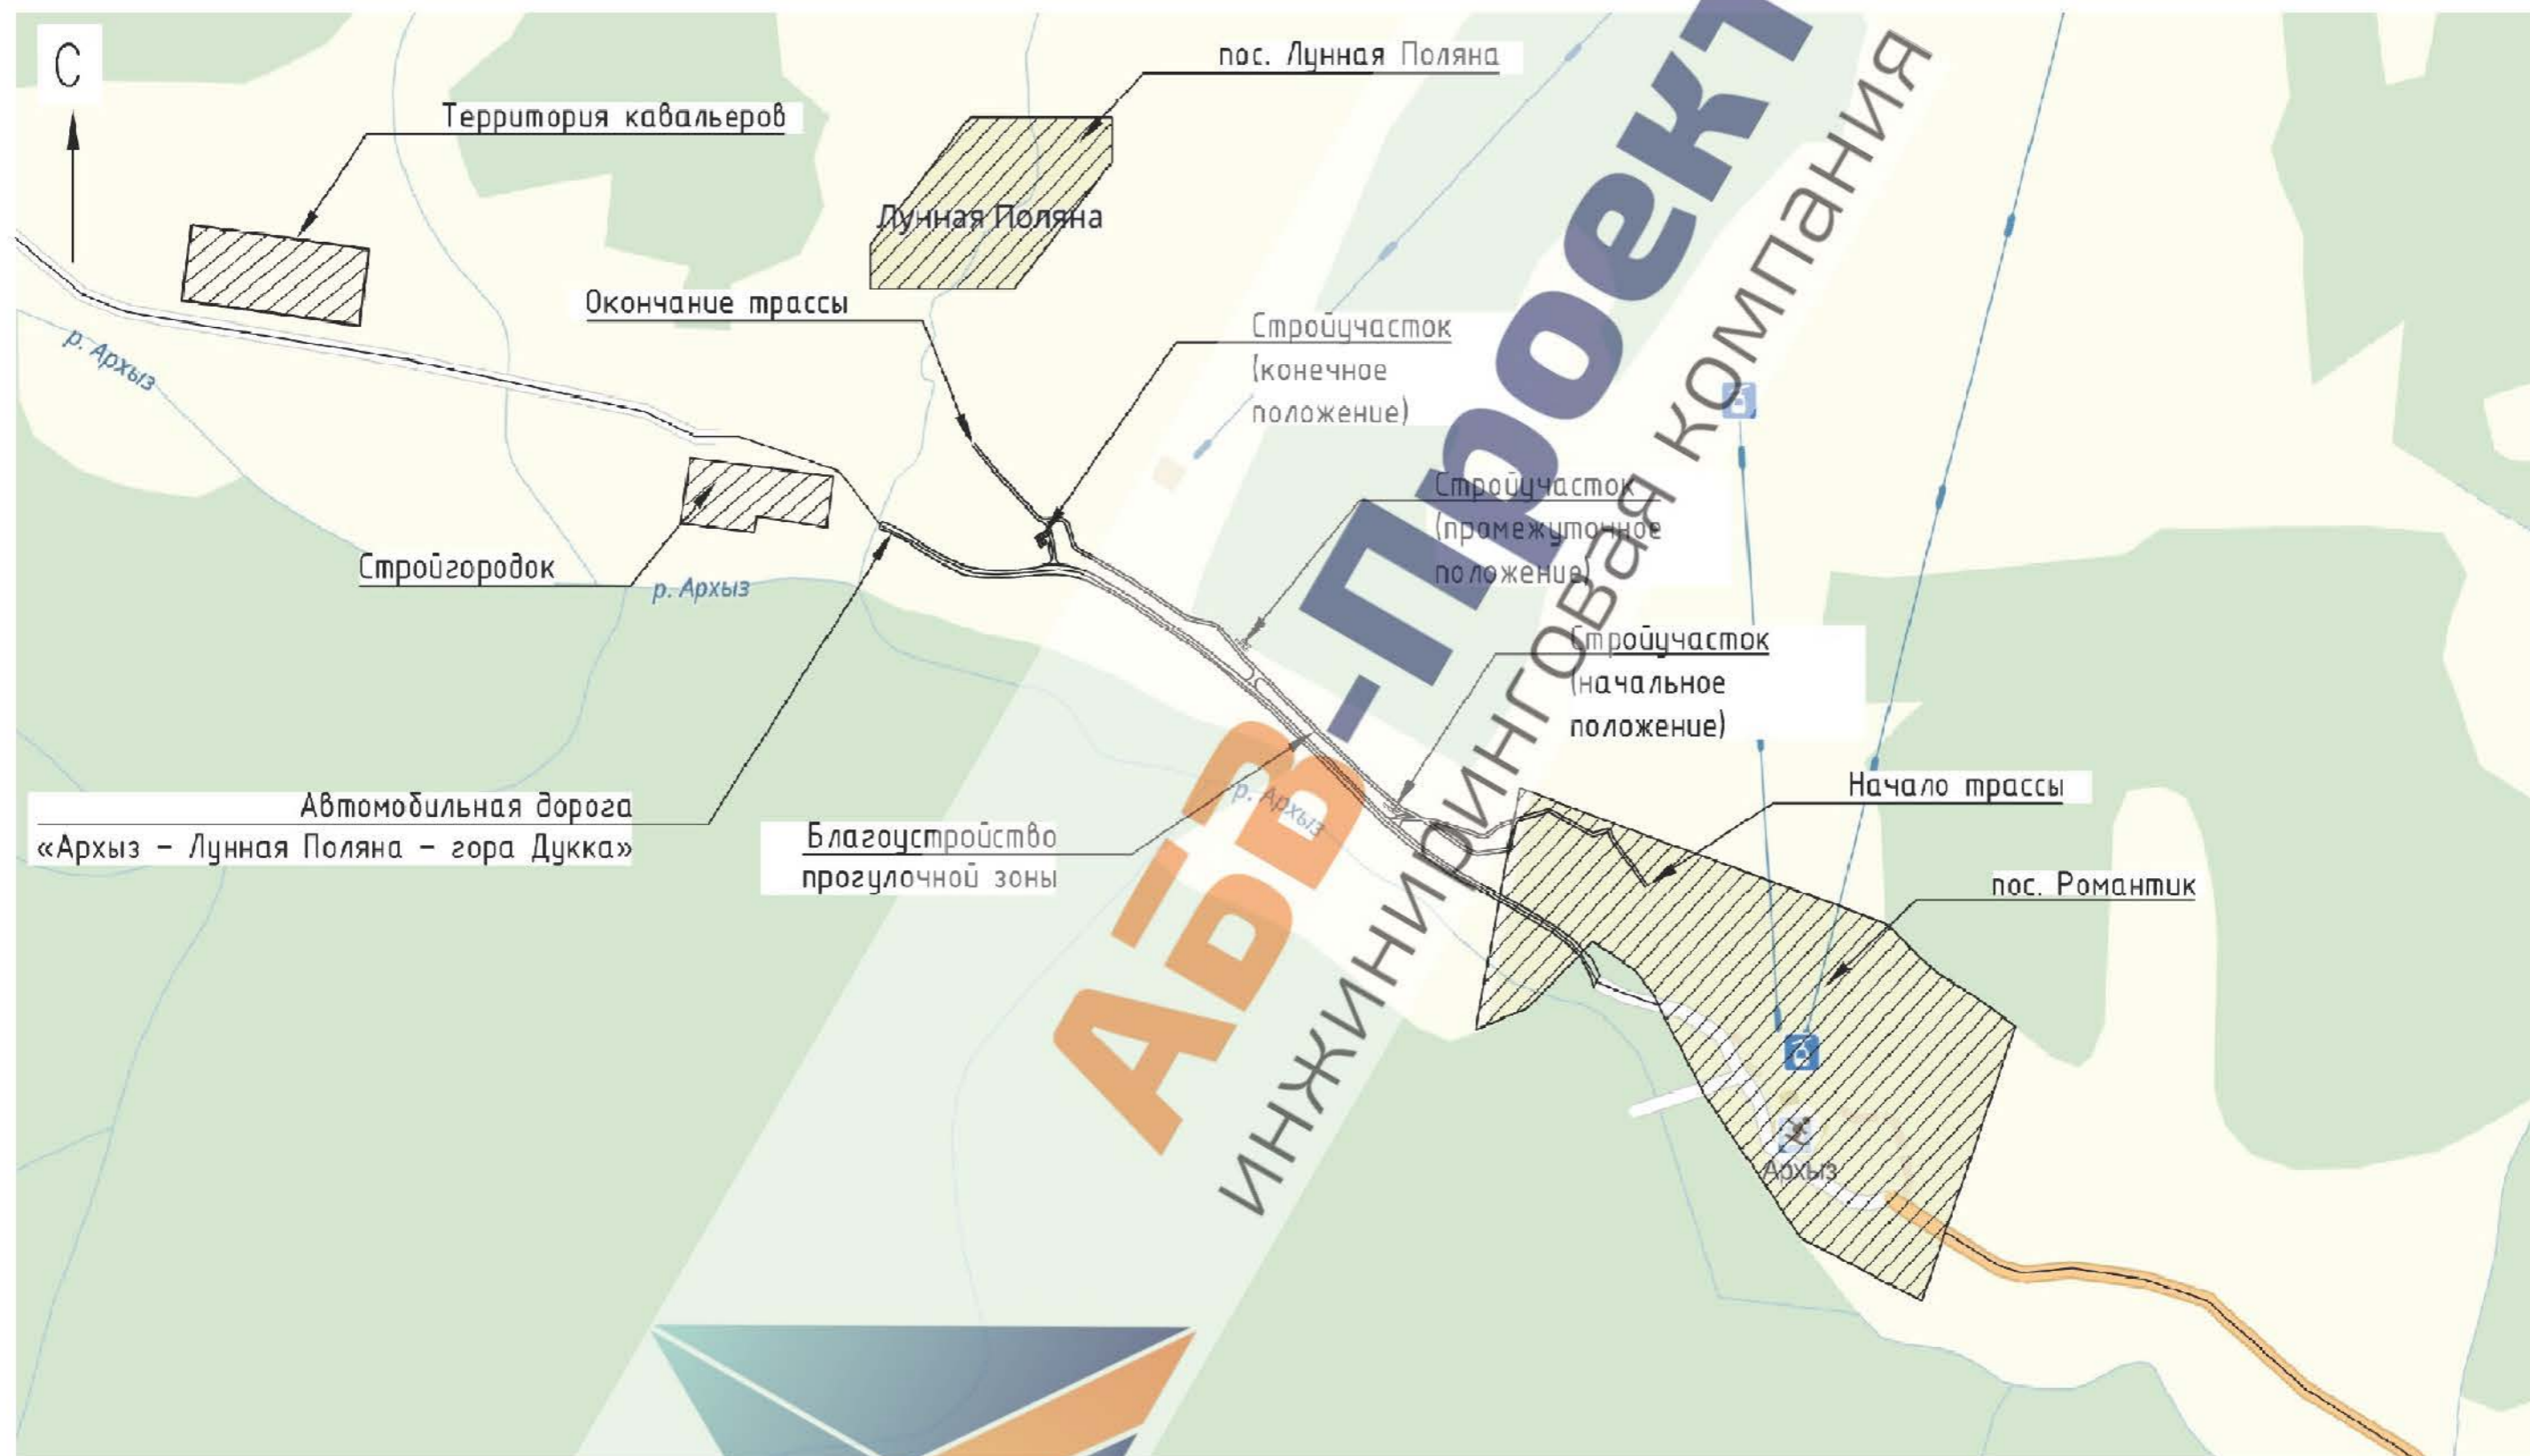 С
пос. Лунная Поляна
Территория кавальеров
Лунная Поляна
Окончание трассы
Стройучасток
(конечное
положение)
р. Архыз
Стройучасток
(промежуточное
положение)
Стройгородок
р. Архыз
Стройучасток
(начальное
положение)
Начало трассы
Автомобильная дорога
«Архыз – Лунная Поляна – гора Дукка»
р. Архыз
Благоустройство
прогулочной зоны
пос. Романтик
Архыз
АБВ-Проект
ИНЖИНИРИНГОВАЯ КОМПАНИЯ